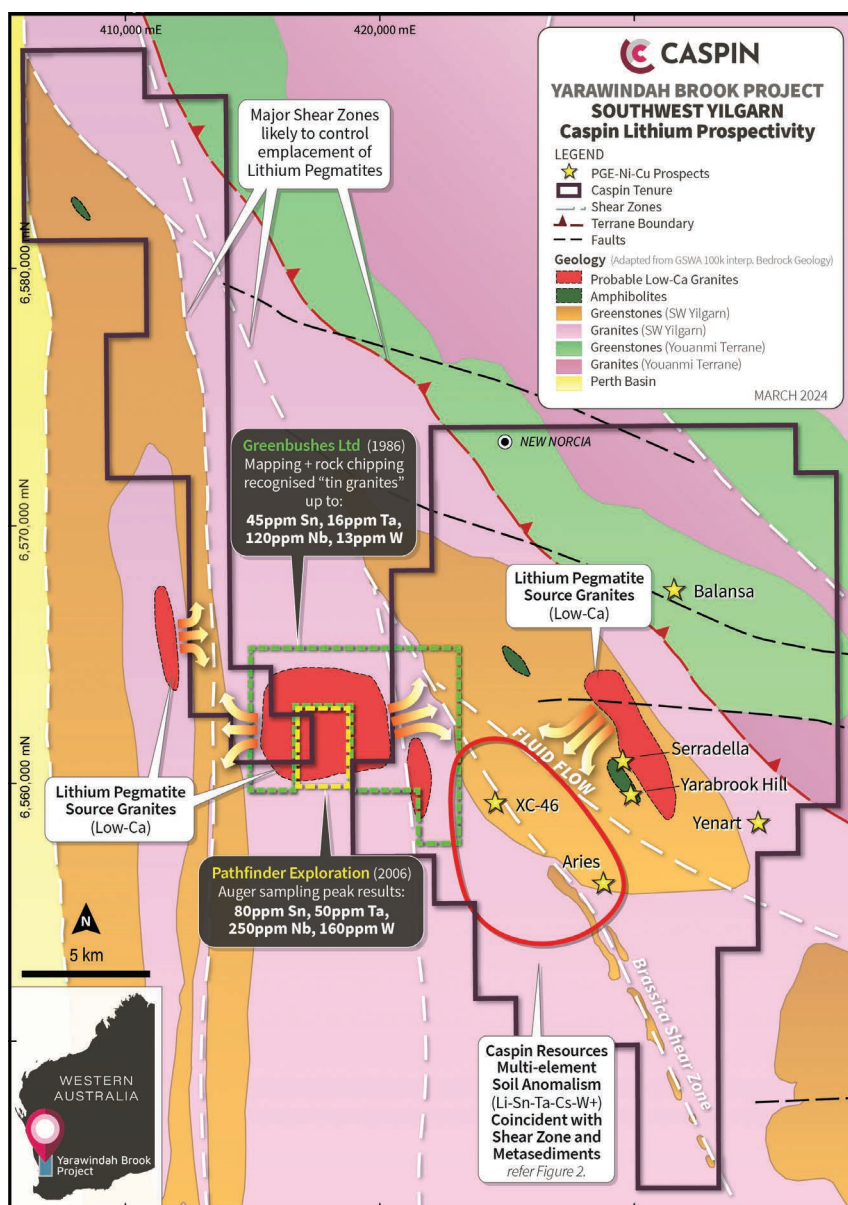 410,000 mE
420,000 mE
CASPIN
YARAWINDAH BROOK PROJECT
SOUTHWEST YILGARN
Caspin Lithium Prospectivity
LEGEND
PGE-Ni-Cu Prospects
Caspin Tenure
Shear Zones
Terrane Boundary
Faults
Geology (Adapted from GSWA 100k interp. Bedrock Geology)
Probable Low-Ca Granites
Amphibolites
Greenstones (SW Yilgarn)
Granites (SW Yilgarn)
Greenstones (Youanmi Terrane)
Granites (Youanmi Terrane)
Perth Basin
MARCH 2024
Major Shear Zones
likely to control
emplacement of
Lithium Pegmatites
6,580,000 mN
6,570,000 mN
6,560,000 mN
Greenbushes Ltd (1986)
Mapping + rock chipping
recognised “tin granites”
up to:
45ppm Sn, 16ppm Ta,
120ppm Nb, 13ppm W
NEW NORCIA
Lithium Pegmatite
Source Granites
(Low-Ca)
Balansa
FLUID FLOW
Serradella
Yarabrook Hill
XC-46
Yenart
Aries
Lithium Pegmatite
Source Granites
(Low-Ca)
Pathfinder Exploration (2006)
Auger sampling peak results:
80ppm Sn, 50ppm Ta,
250ppm Nb, 160ppm W
N
5 km
Brassica Shear Zone
Caspin Resources
Multi-element
Soil Anomalism
(Li-Sn-Ta-Cs-W+)
Coincident with
Shear Zone and
Metasediments
refer Figure 2.
WESTERN
AUSTRALIA
Yarawindah Brook
Project